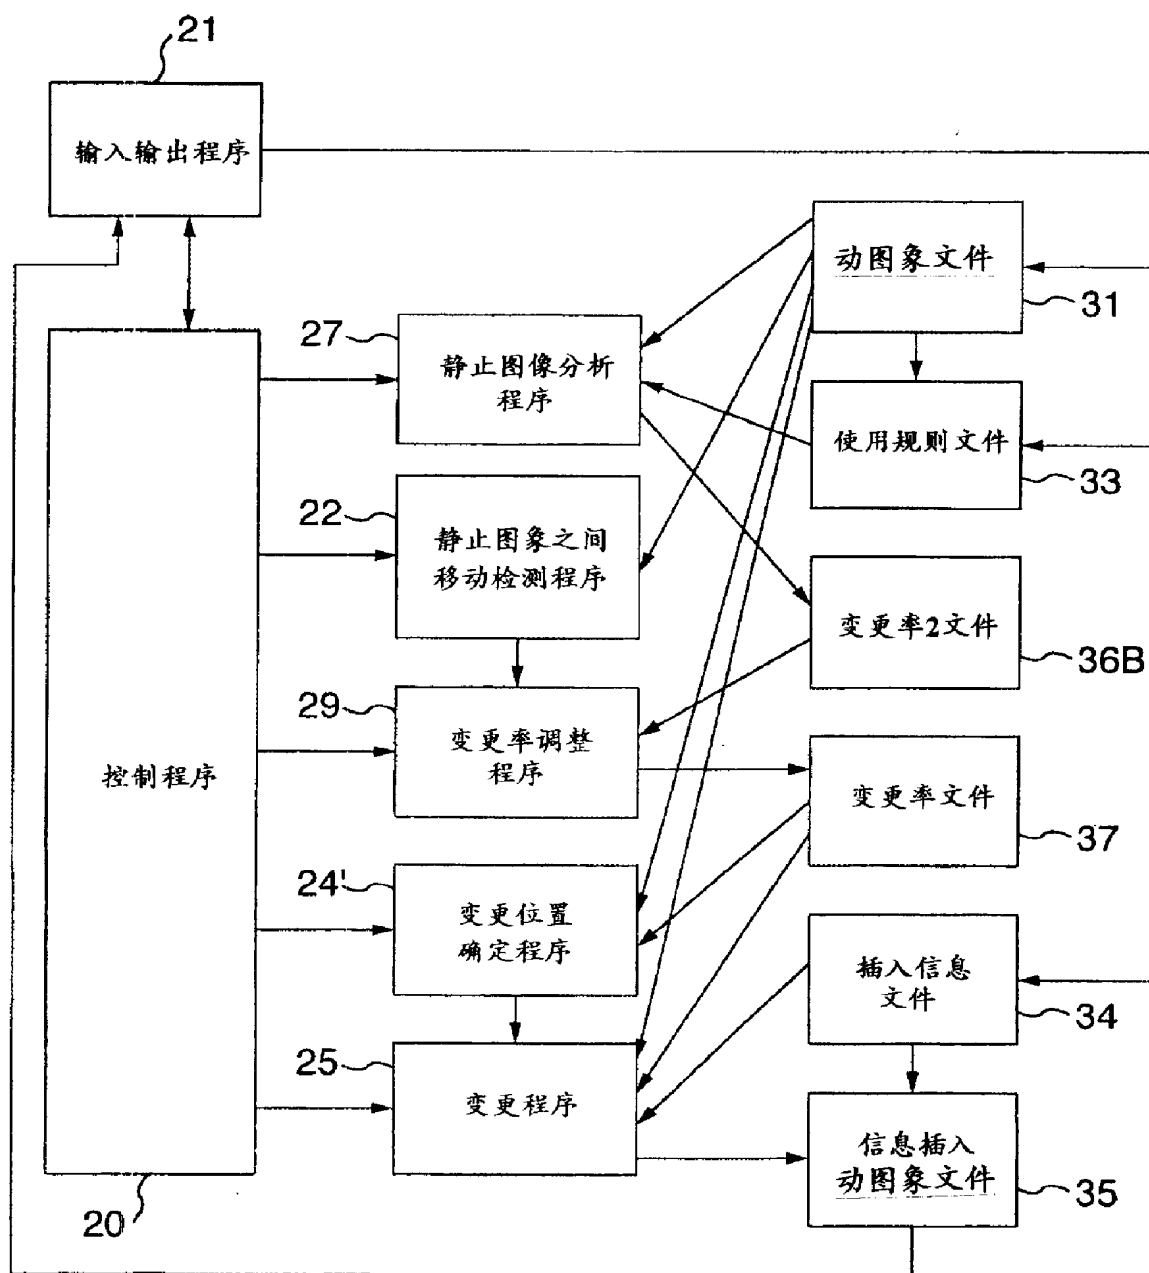 21
输入输出程序
动图象文件
31
27
静止图像分析
程序
使用规则文件
33
22
静止图象之间
移动检测程序
变更率2文件
36B
29
变更率调整
程序
控制程序
变更率文件
37
24'
变更位置
确定程序
插入信息
文件
34
25
变更程序
信息插入
动图象文件
35
20